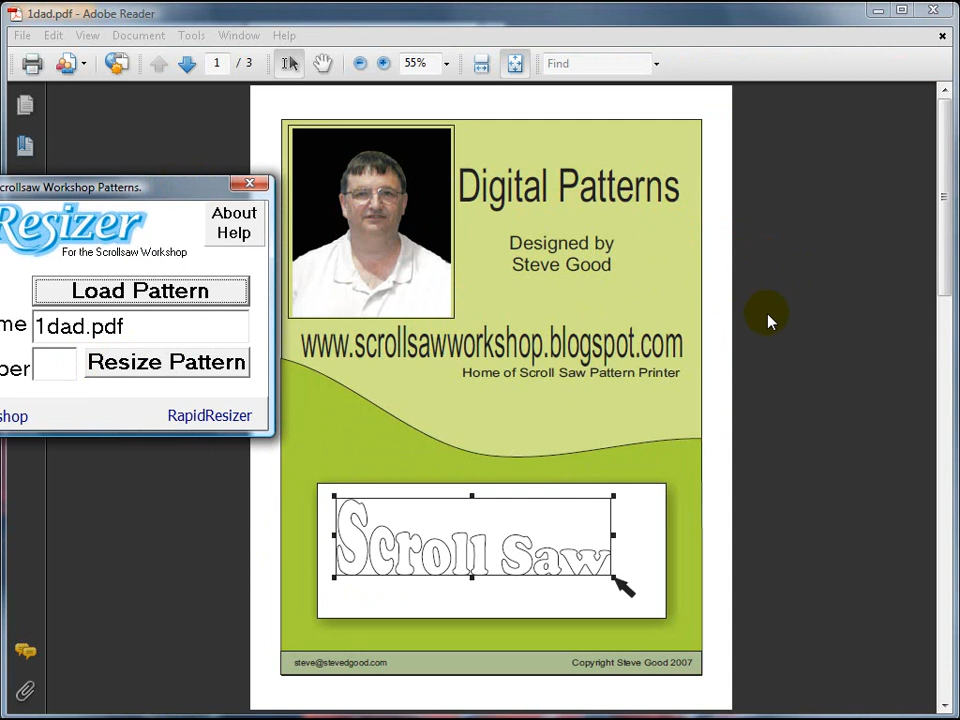 1dad.pdf - Adobe Reader
File Edit View Document Tools Window Help
1 / 3 55% Find
crollsaw Workshop Patterns.
Resizer
For the Scrollsaw Workshop
About
Help
Load Pattern
me 1dad.pdf
ber Resize Pattern
shop RapidResizer
Digital Patterns
Designed by
Steve Good
www.scrollsawworkshop.blogspot.com
Home of Scroll Saw Pattern Printer
Scroll Saw
steve@stevedgood.com Copyright Steve Good 2007